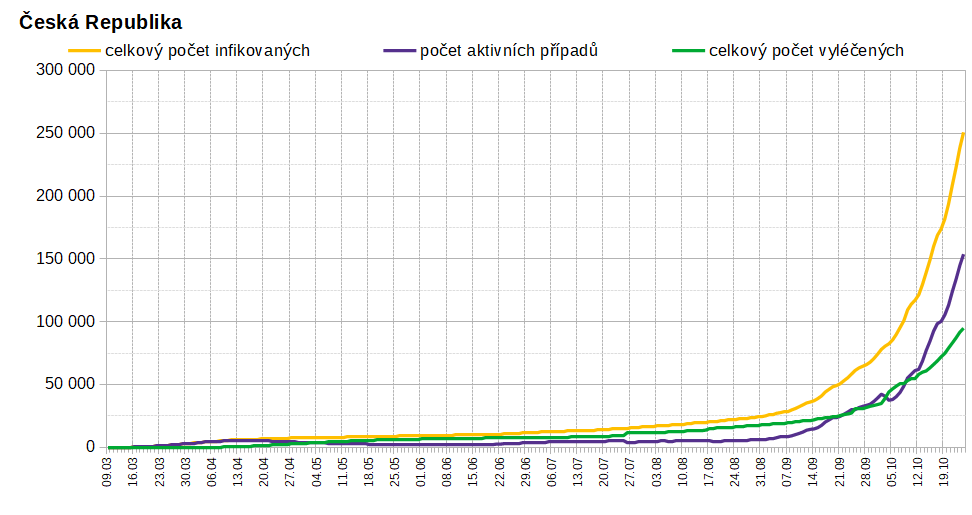 Česká Republika
celkový počet infikovaných počet aktivních případů celkový počet vyléčených
300 000
250 000
200 000
150 000
100 000
50 000
0
09.03 16.03 23.03 30.03 06.04 13.04 20.04 27.04 04.05 11.05 18.05 25.05 01.06 08.06 15.06 22.06 29.06 06.07 13.07 20.07 27.07 03.08 10.08 17.08 24.08 31.08 07.09 14.09 21.09 28.09 05.10 12.10 19.10